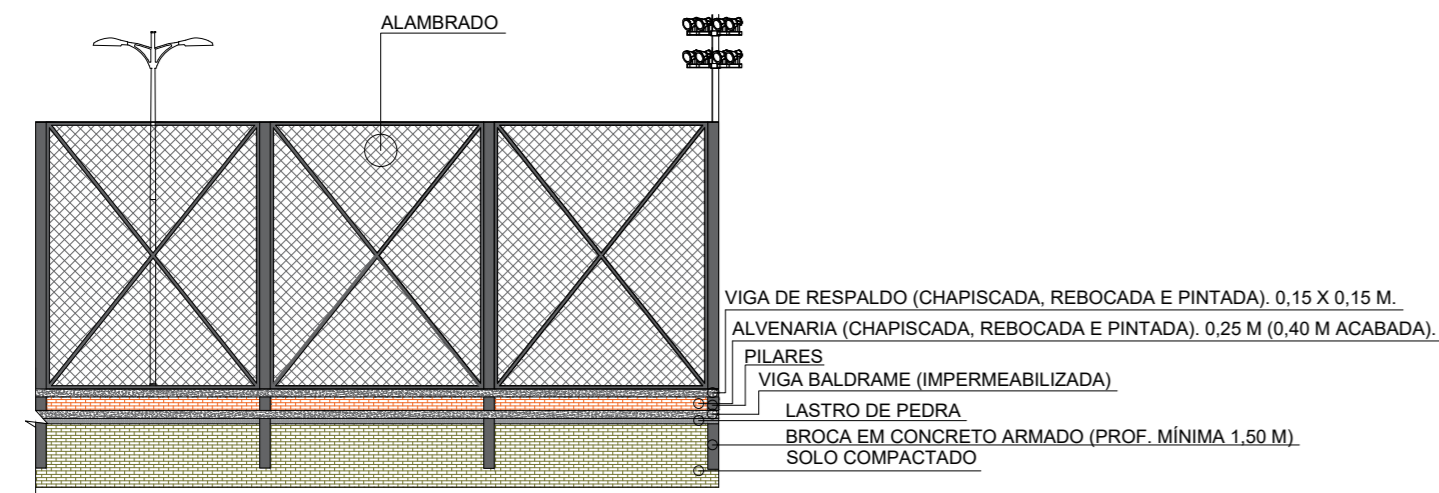 ALAMBRADO
VIGA DE RESPALDO (CHAPISCADA, REBOCADA E PINTADA). 0,15 X 0,15 M.
ALVENARIA (CHAPISCADA, REBOCADA E PINTADA). 0,25 M (0,40 M ACABADA).
PILARES
VIGA BALDRAME (IMPERMEABILIZADA)
LASTRO DE PEDRA
BROCA EM CONCRETO ARMADO (PROF. MÍNIMA 1,50 M)
SOLO COMPACTADO